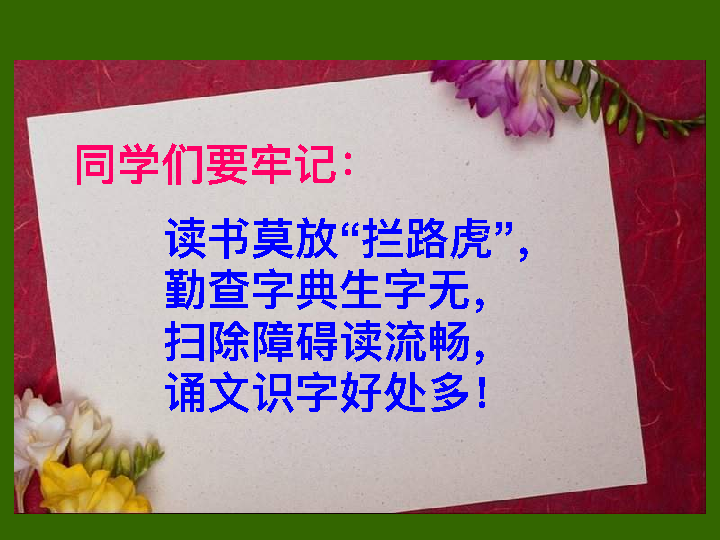 同学们要牢记：
读书莫放“拦路虎”，
勤查字典生字无，
扫除障碍读流畅，
诵文识字好处多！